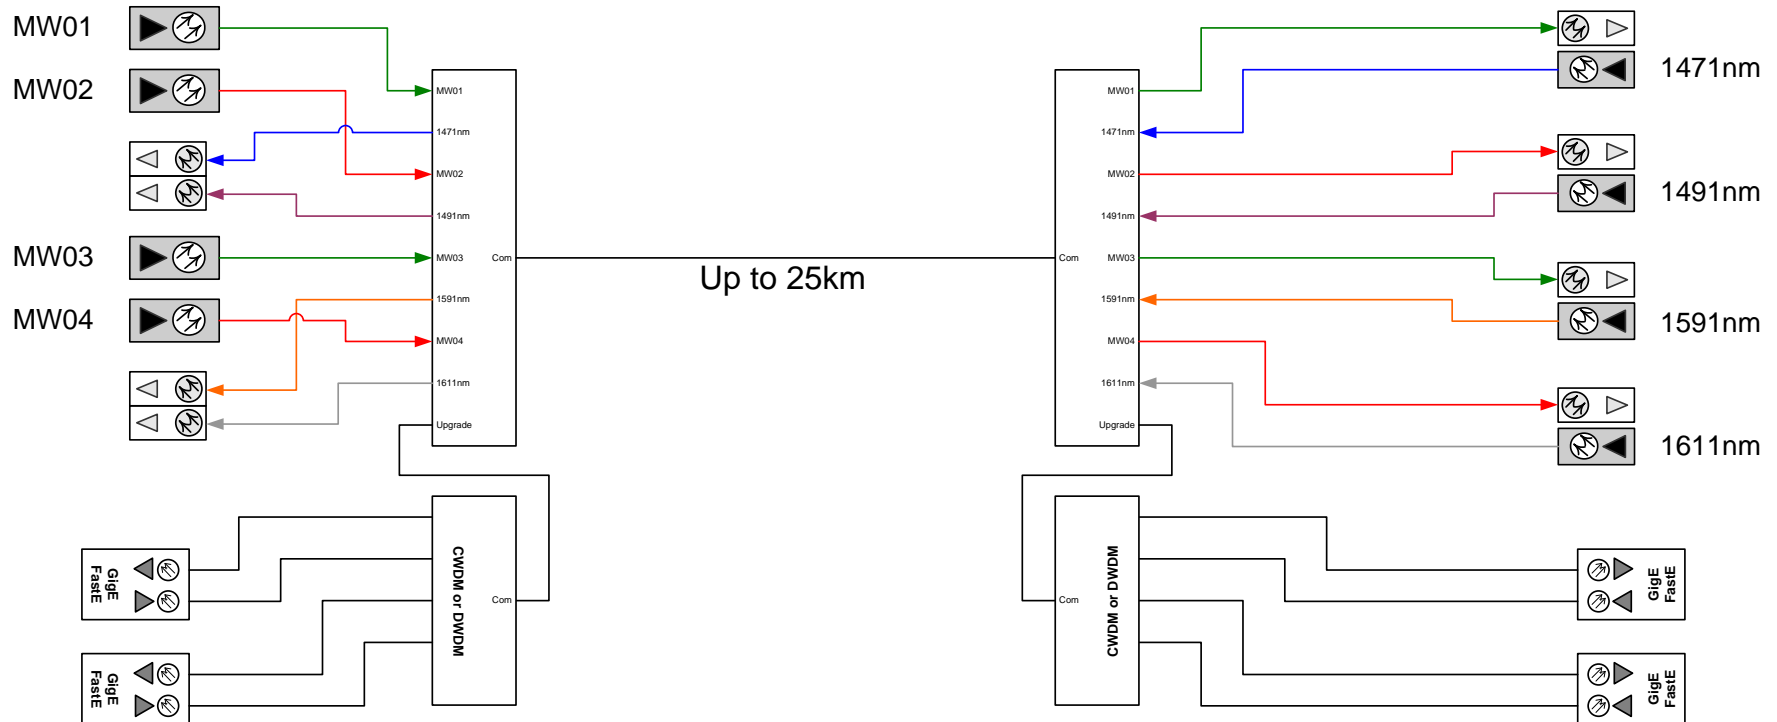 MW01
MW02
MW03
MW04
MW01
1471nm
MW02
1491nm
MW03
Com
1591nm
MW04
1611nm
Upgrade
Up to 25km
MW01
1471nm
MW02
1491nm
Com
MW03
1591nm
MW04
1611nm
Upgrade
1471nm
1491nm
1591nm
1611nm
GigE
FastE
GigE
FastE
CWDM or DWDM
Com
Com
CWDM or DWDM
GigE
FastE
GigE
FastE